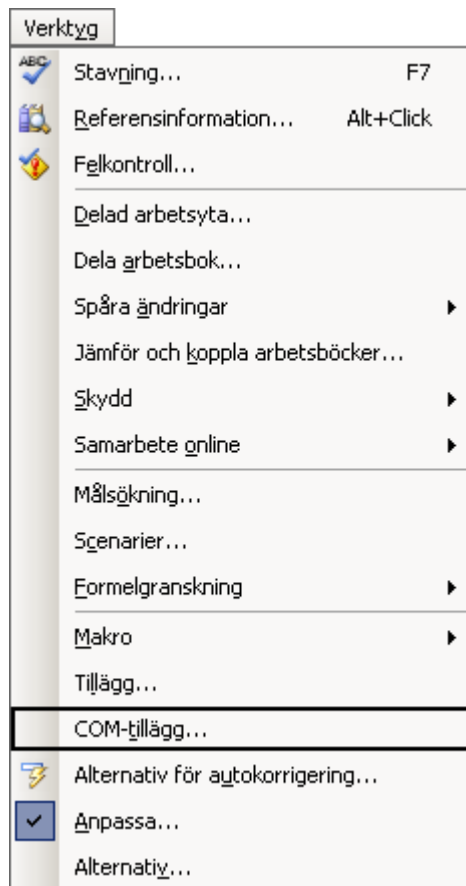 Verktyg
ABC
Stavning... F7
Referensinformation... Alt+Click
Felkontroll...
Delad arbetsyta...
Dela arbetsbok...
Spåra ändringar
Jämför och koppla arbetsböcker...
Skydd
Samarbete online
Målsökning...
Scenarier...
Formelgranskning
Makro
Tillägg...
COM-tillägg...
Alternativ för autokorrigering...
Anpassa...
Alternativ...